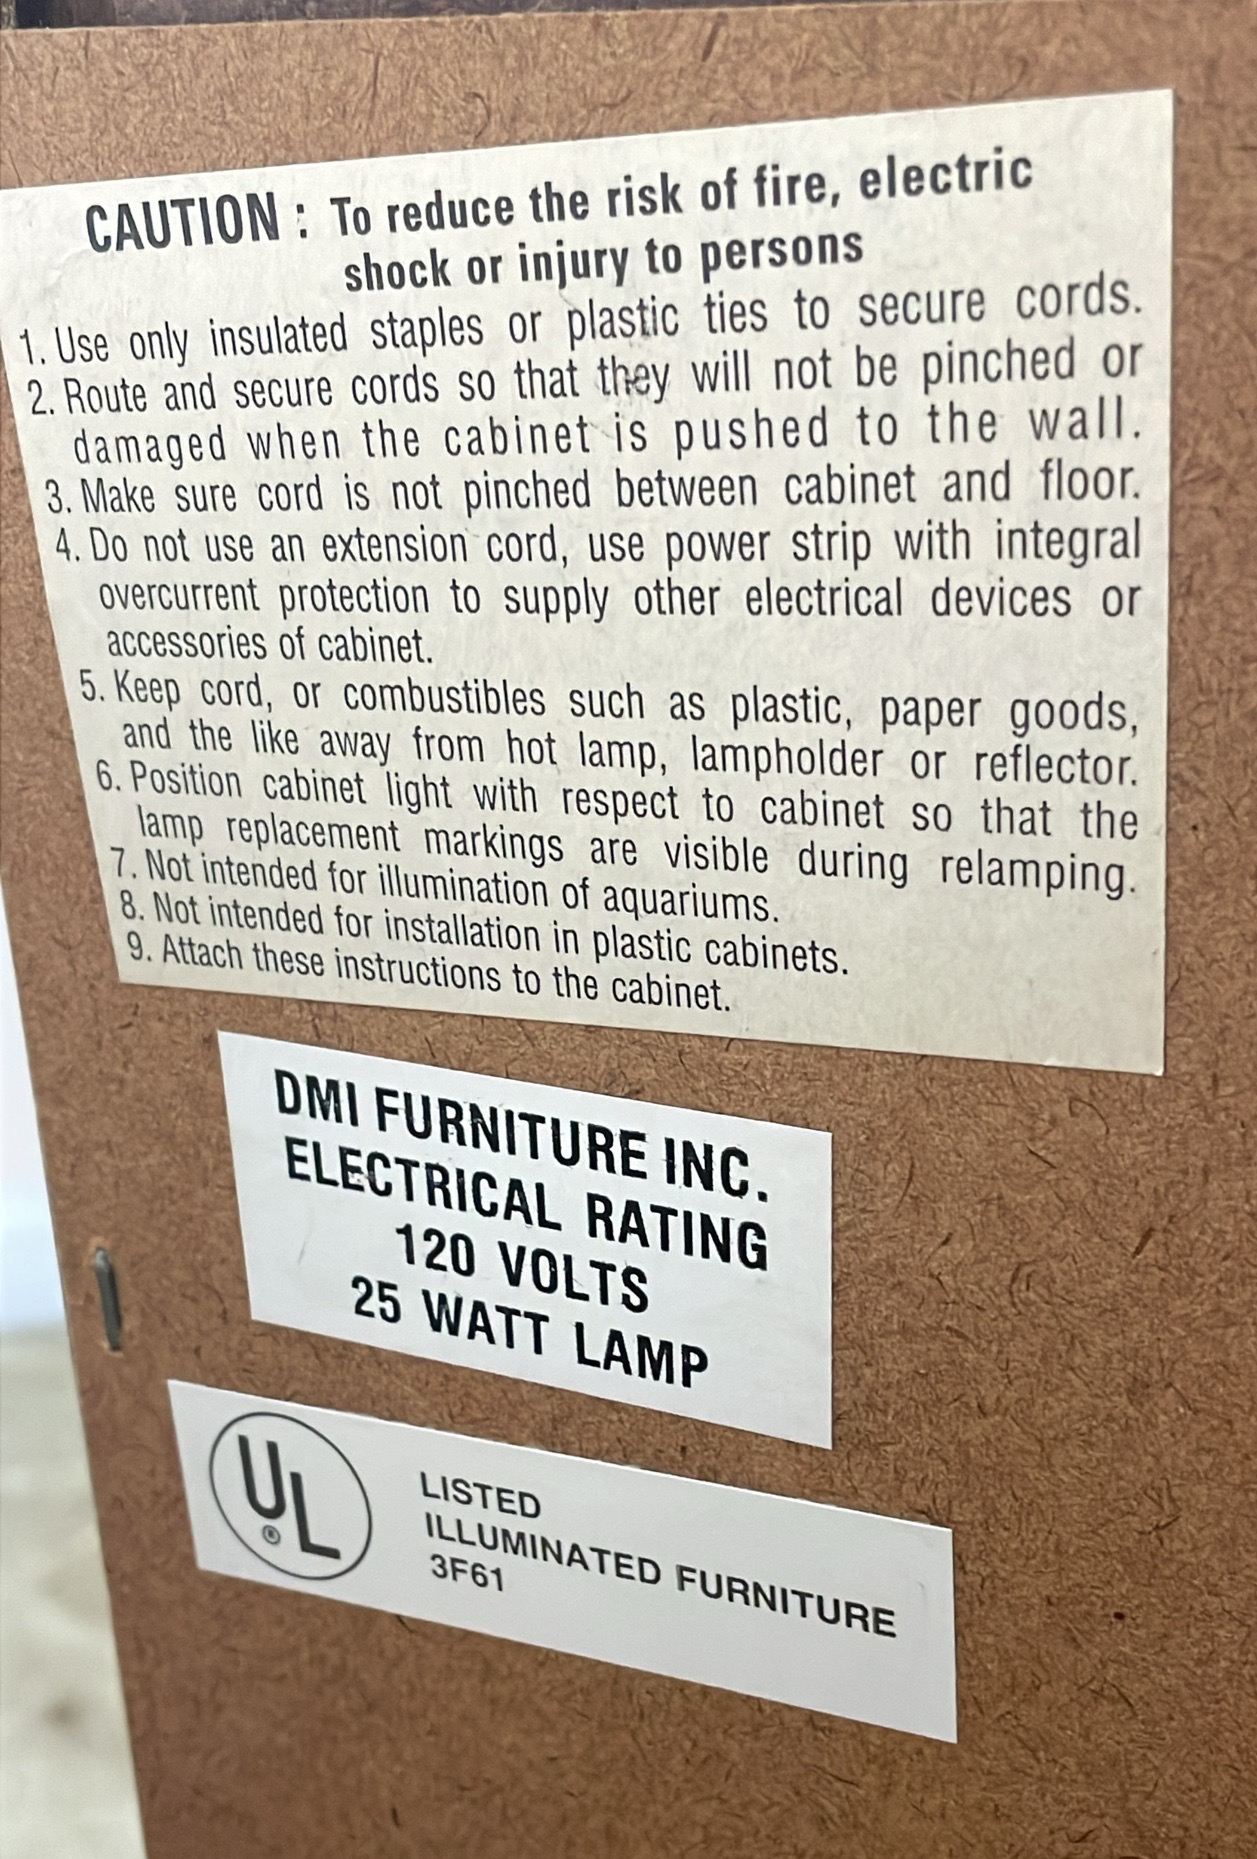 CAUTION : To reduce the risk of fire, electric
shock or injury to persons
1. Use only insulated staples or plastic ties to secure cords.
2. Route and secure cords so that they will not be pinched or
damaged when the cabinet is pushed to the wall.
3. Make sure cord is not pinched between cabinet and floor.
4. Do not use an extension cord, use power strip with integral
overcurrent protection to supply other electrical devices or
accessories of cabinet.
5. Keep cord, or combustibles such as plastic, paper goods,
and the like away from hot lamp, lampholder or reflector.
6. Position cabinet light with respect to cabinet so that the
lamp replacement markings are visible during relamping.
7. Not intended for illumination of aquariums.
8. Not intended for installation in plastic cabinets.
9. Attach these instructions to the cabinet.
DMI FURNITURE INC.
ELECTRICAL RATING
120 VOLTS
25 WATT LAMP
UL ®
LISTED
ILLUMINATED FURNITURE
3F61